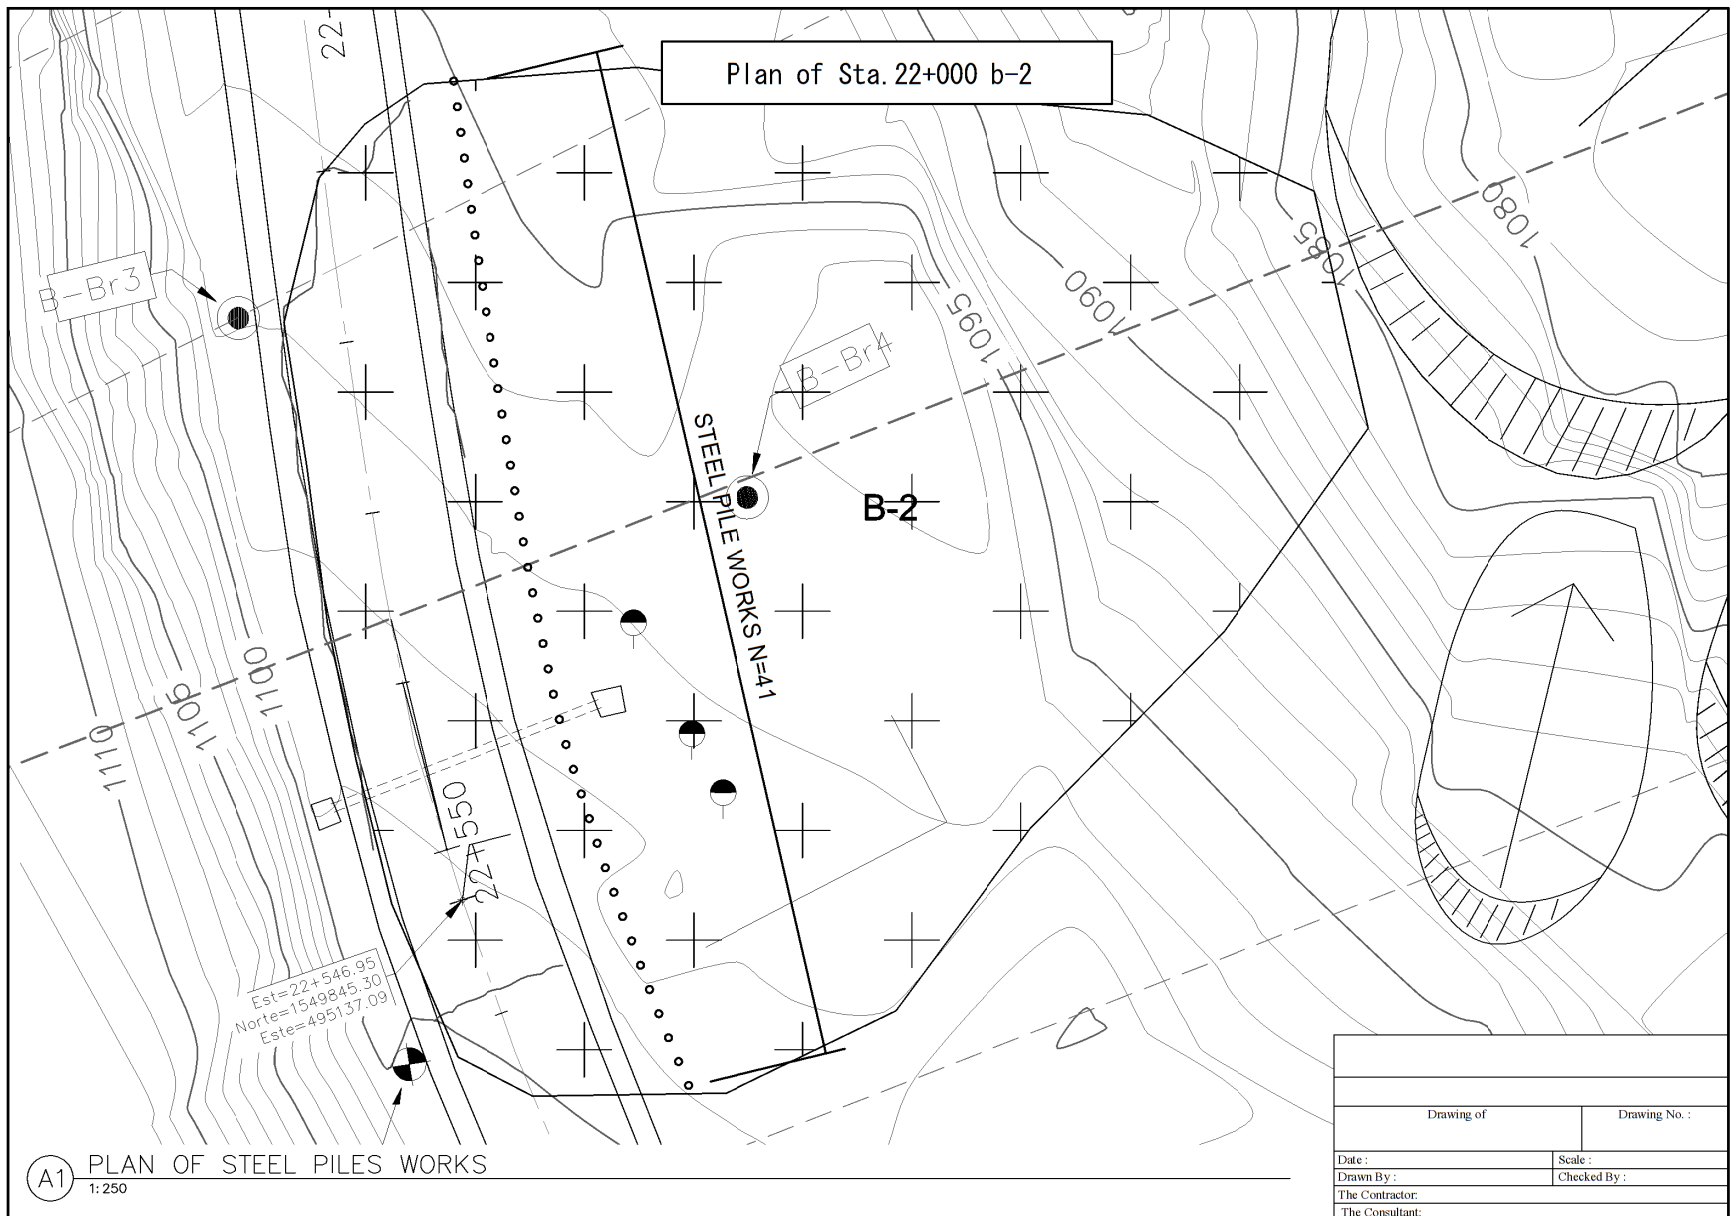 22-
Plan of Sta. 22+000 b-2
B-Br3
1080
1085
1090
1095
B-Br4
STEEL PILE WORKS N=41
B-2
1100
1105
1110
22+550
Est=22+546.95
Norte=1549845.30
Este=495137.09
A1
PLAN OF STEEL PILES WORKS
1:250
Drawing of
Drawing No. :
Date :
Scale :
Drawn By :
Checked By :
The Contractor:
The Consultant: